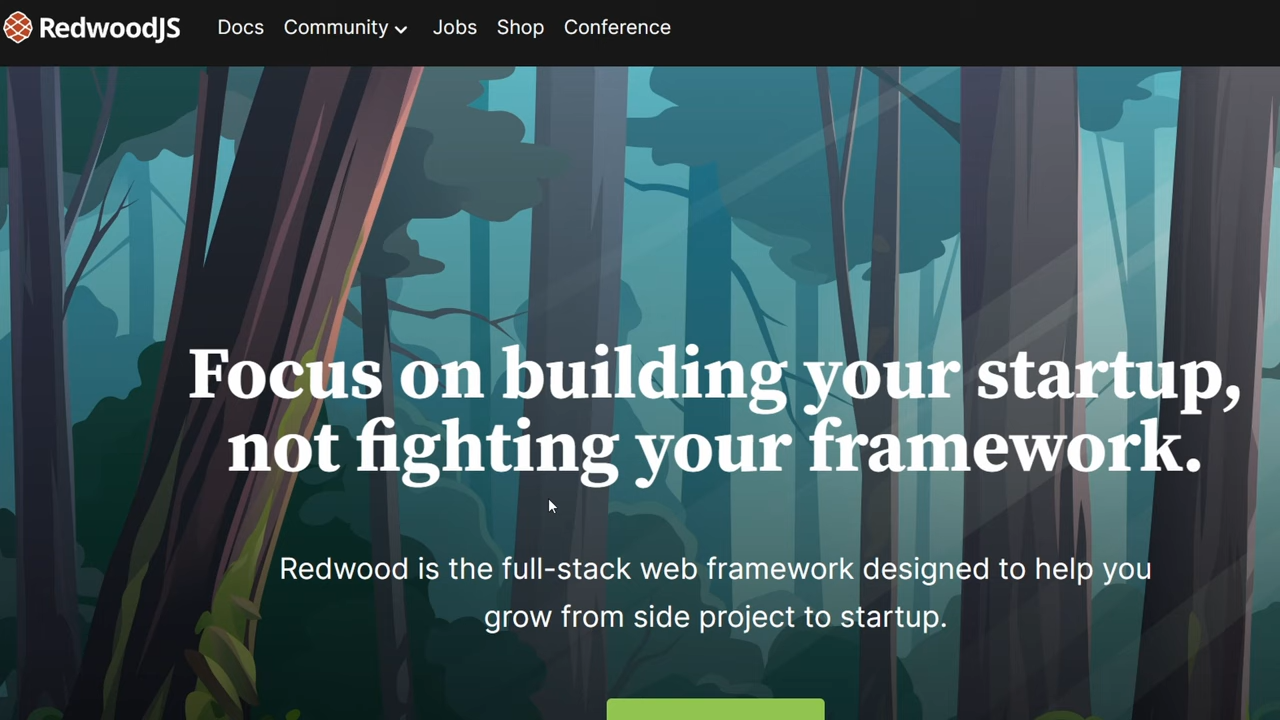 RedwoodJS Docs Community Jobs Shop Conference
Focus on building your startup,
not fighting your framework.
Redwood is the full-stack web framework designed to help you
grow from side project to startup.